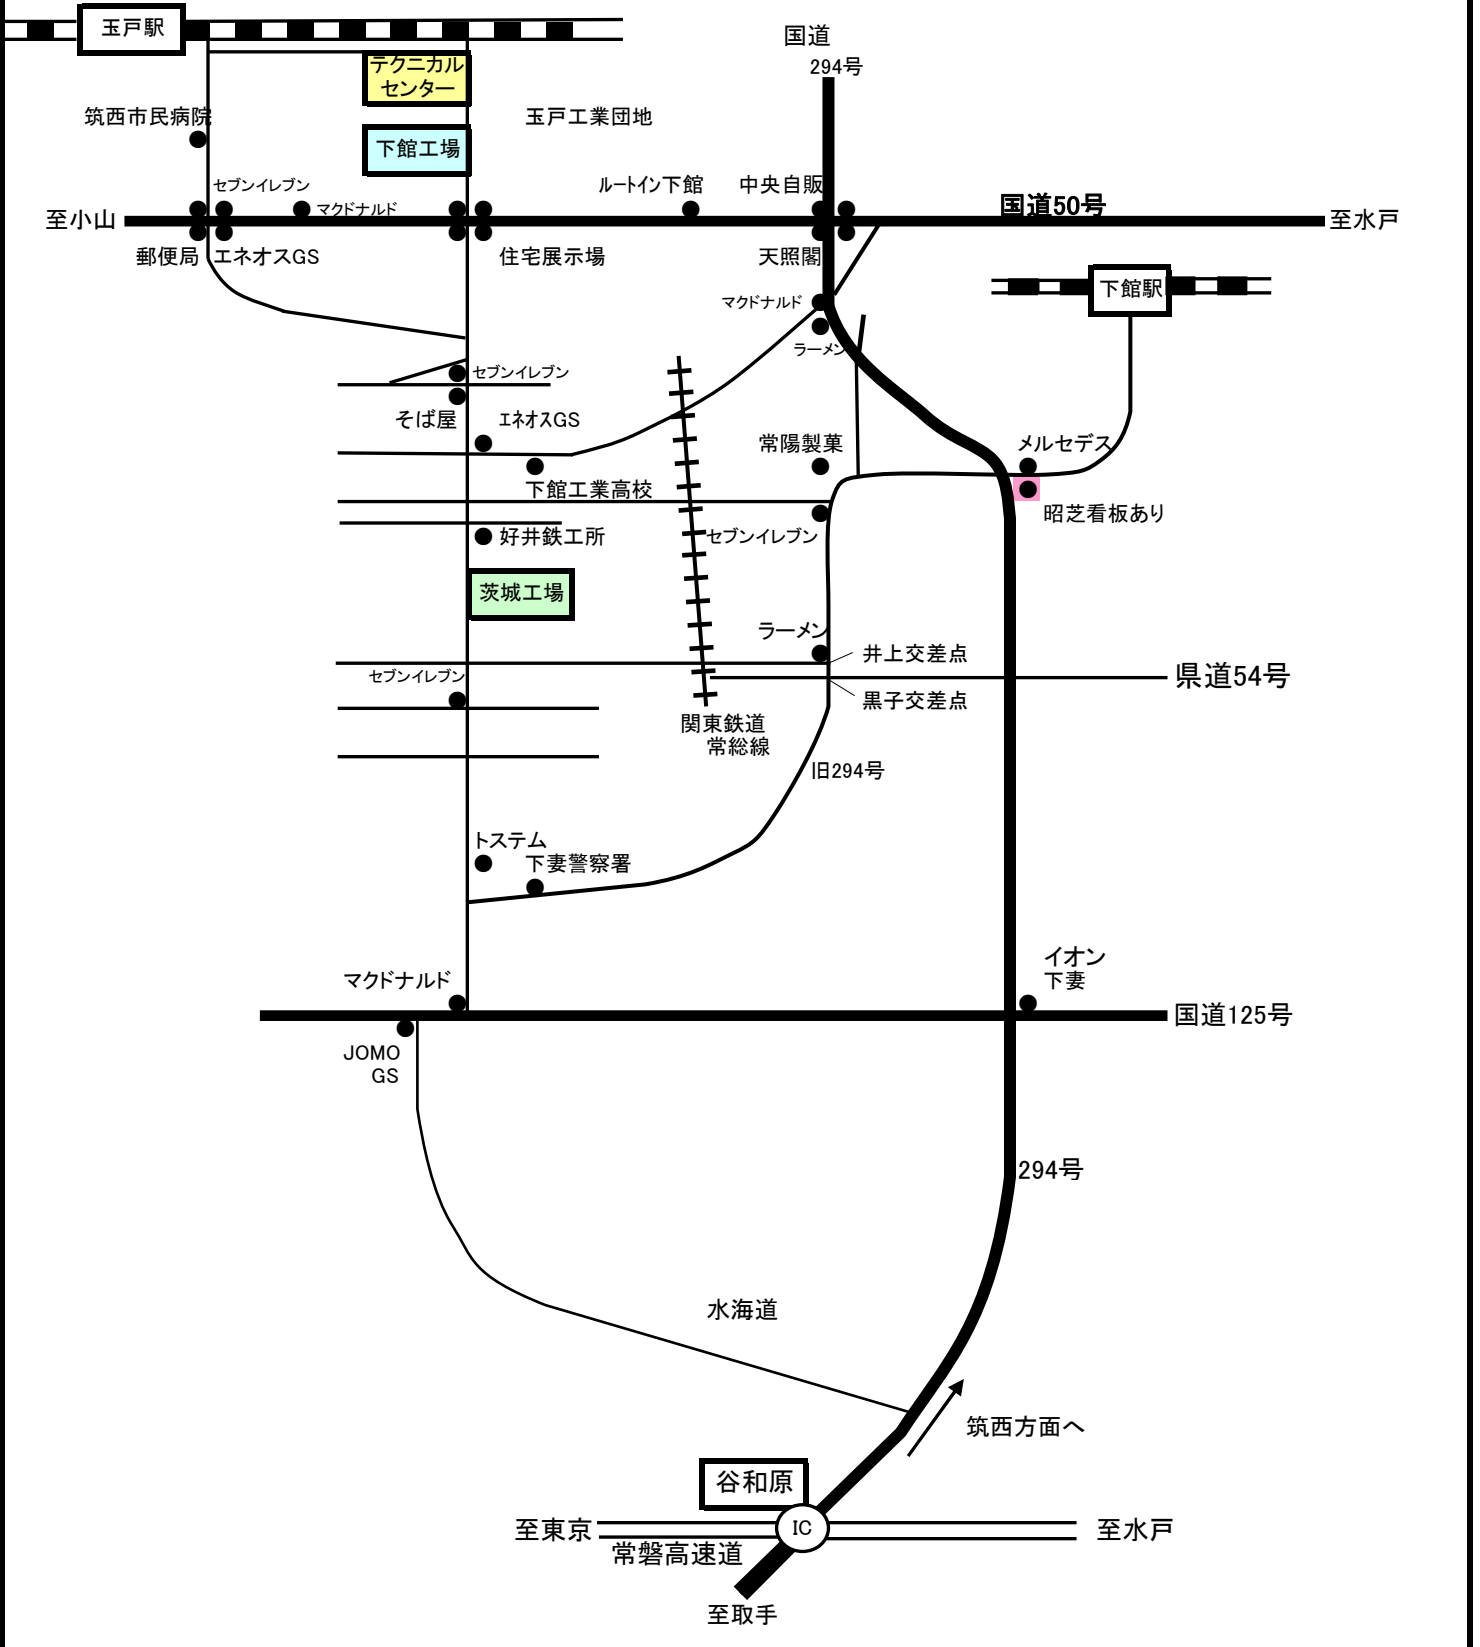 玉戸駅
国道
294号
テクニカル
センター
筑西市民病院
玉戸工業団地
下館工場
セブンイレブン
マクドナルド
ルートイン下館
中央自販
国道50号
至小山
至水戸
郵便局
エネオスGS
住宅展示場
天照閣
下館駅
マクドナルド
ラーメン
セブンイレブン
そば屋
エネオスGS
常陽製菓
メルセデス
下館工業高校
昭芝看板あり
好井鉄工所
セブンイレブン
茨城工場
ラーメン
井上交差点
セブンイレブン
県道54号
黒子交差点
関東鉄道
常総線
旧294号
トステム
下妻警察署
マクドナルド
イオン
下妻
国道125号
JOMO
GS
294号
水海道
筑西方面へ
谷和原
IC
至東京
至水戸
常磐高速道
至取手